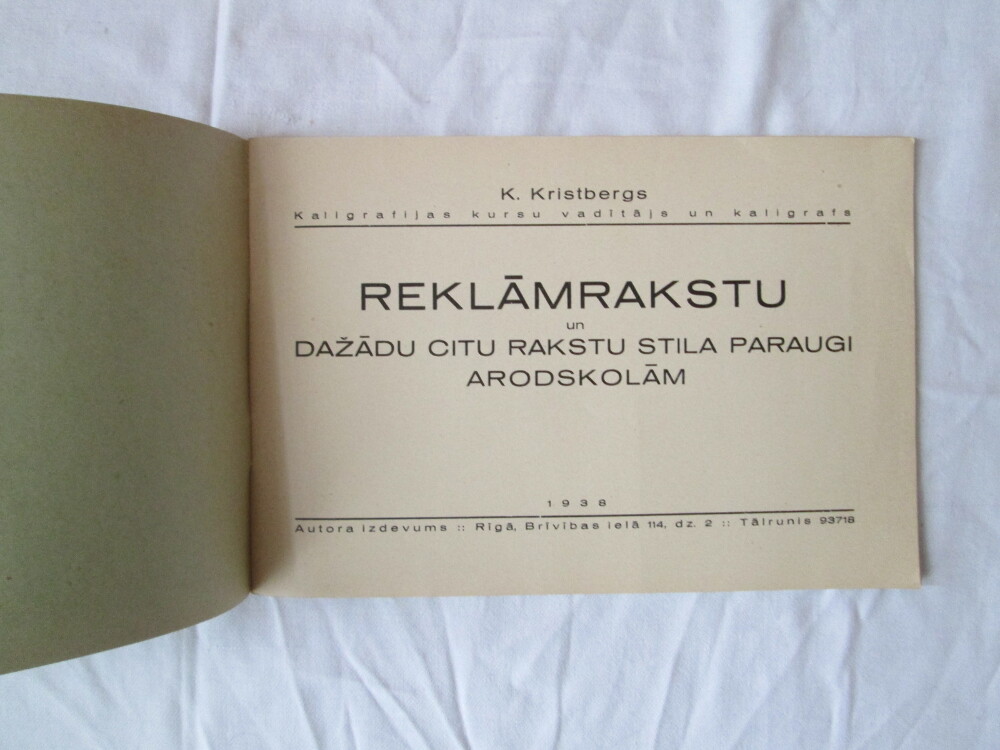 K. Kristbergs
Kaligrafijas kursu vadītājs un kaligrafs
REKLĀMRAKSTU
un
DAŽĀDU CITU RAKSTU STILA PARAUGI
ARODSKOLĀM
1938
Autora izdevums :: Rīgā, Brīvības ielā 114, dz. 2 :: Tālrunis 93718